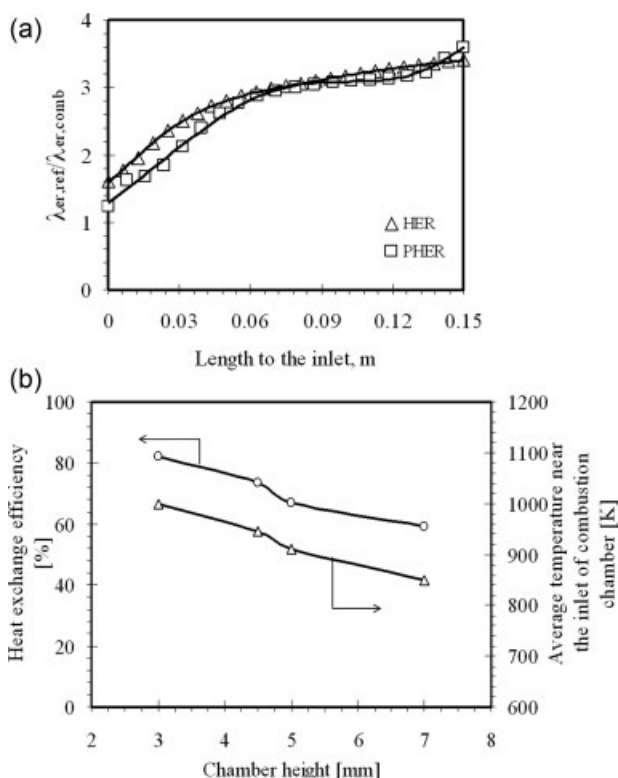 (a)
4
3
2
1
0
λer,ref/λer,comb
HER
PHER
0 0.03 0.06 0.09 0.12 0.15
Length to the inlet, m
(b)
100
80
60
40
20
0
Heat exchange efficiency
[%]
1200
1100
1000
900
800
700
600
Average temperature near
the inlet of combustion
chamber [K]
2 3 4 5 6 7 8
Chamber height [mm]